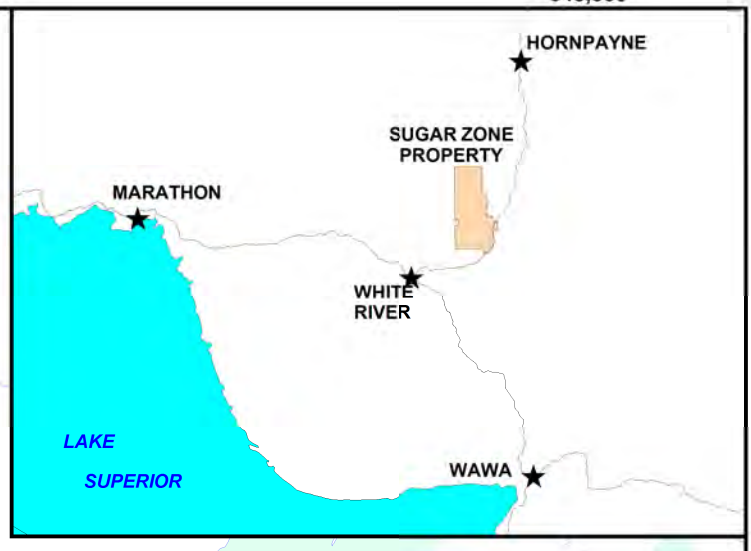 HORNPAYNE
SUGAR ZONE
PROPERTY
MARATHON
WHITE
RIVER
LAKE
SUPERIOR
WAWA